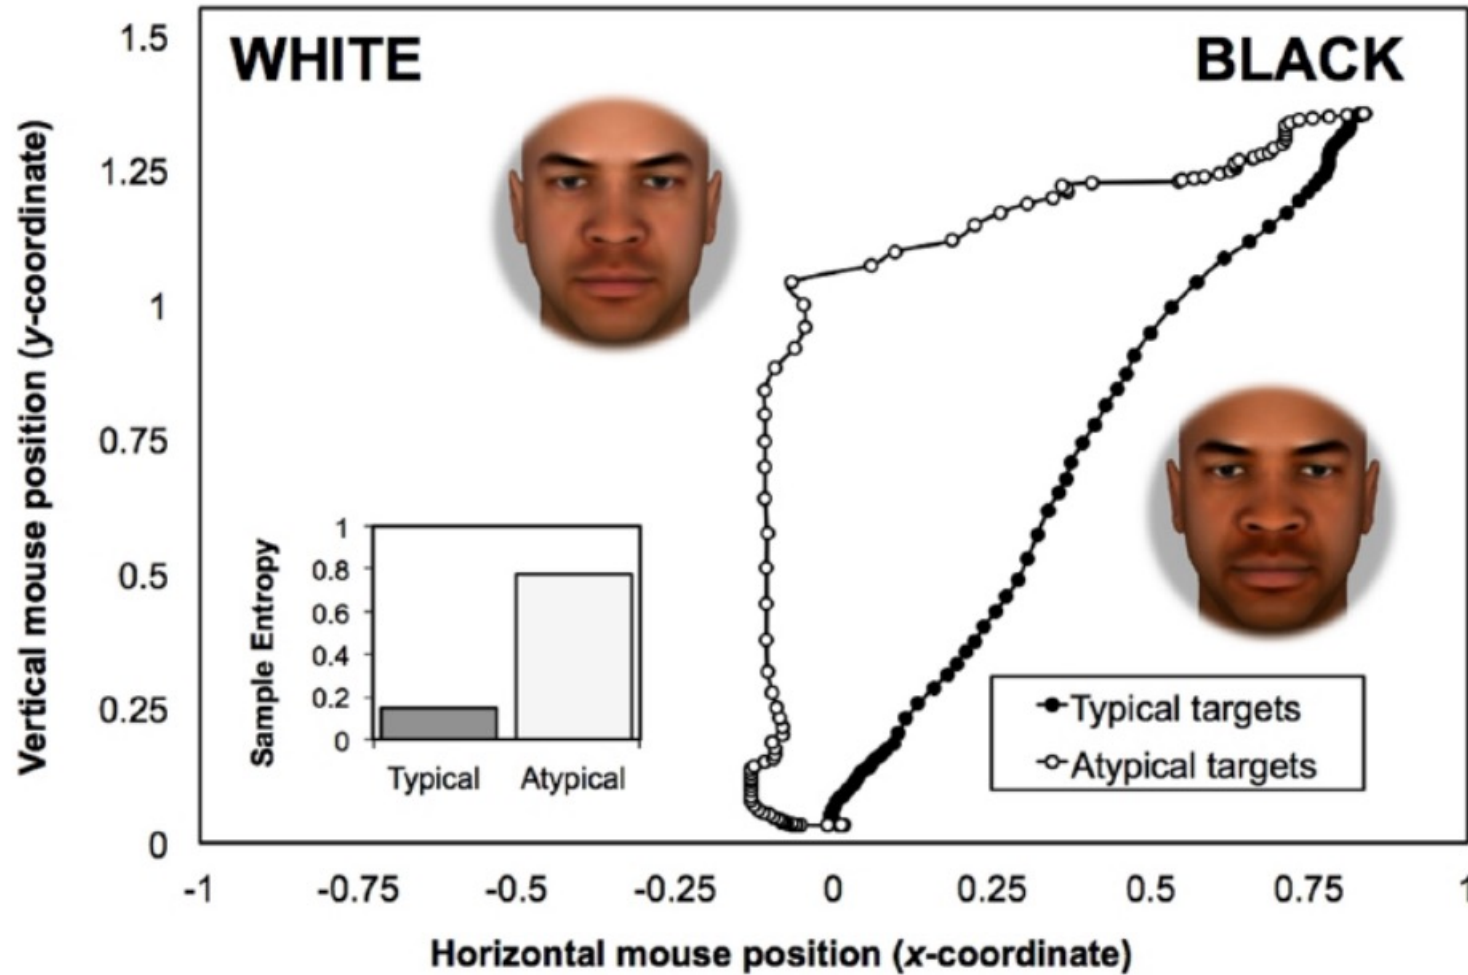 WHITE
BLACK
Vertical mouse position (y-coordinate)
1.5
1.25
1
0.75
0.5
0.25
0
Sample Entropy
1
0.8
0.6
0.4
0.2
0
Typical Atypical
Typical targets
Atypical targets
-1 -0.75 -0.5 -0.25 0 0.25 0.5 0.75 1
Horizontal mouse position (x-coordinate)